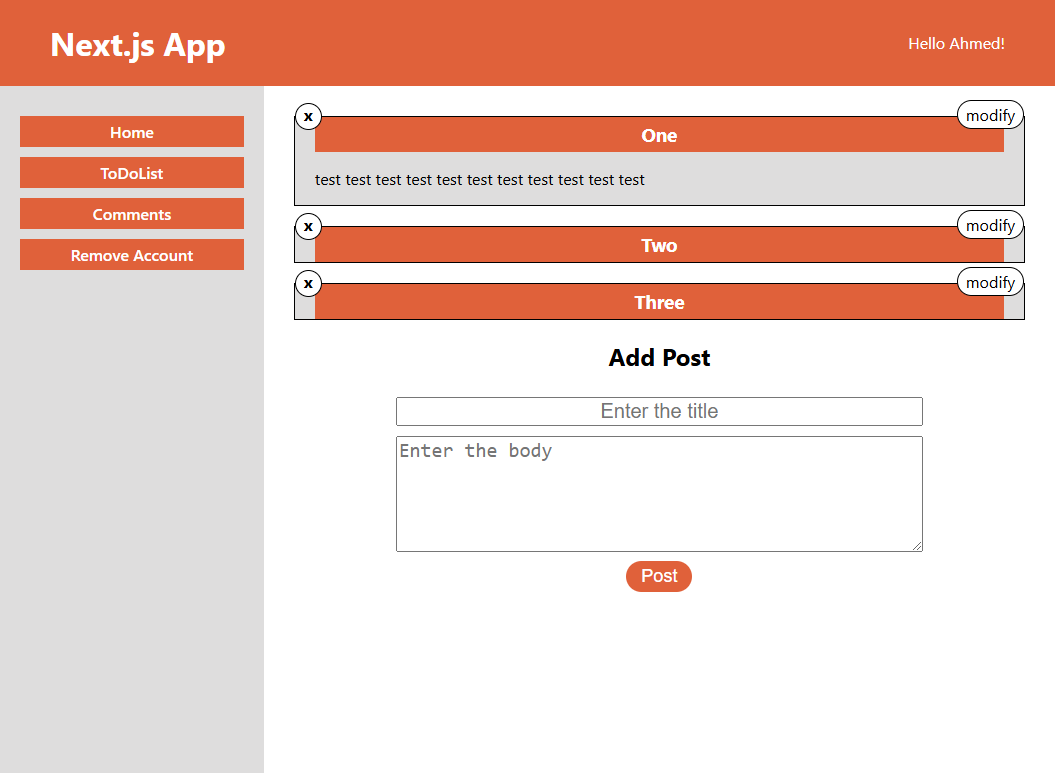 Next.js App
Hello Ahmed!
Home
ToDoList
Comments
Remove Account
x
modify
One
test test test test test test test test test test test
x
modify
Two
x
modify
Three
Add Post
Enter the title
Enter the body
Post